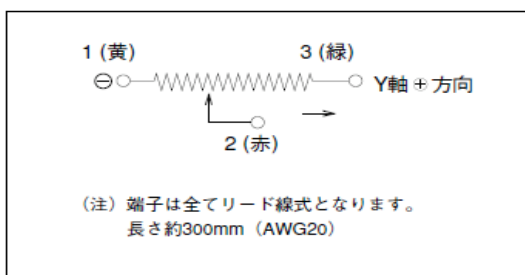 1 (黄) 3 (緑)
⊖ Y軸 ⊕ 方向
2 (赤)
(注) 端子は全てリード線式となります。
長さ約300mm (AWG2o)